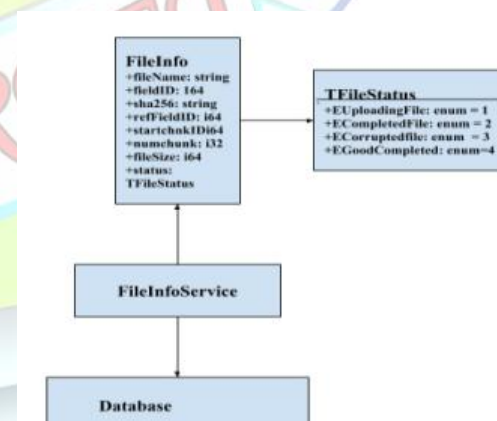 FileInfo
+fileName: string
+fieldID: 164
+sha256: string
+refFieldID: i64
+startchnkIDi64
+numchunk: i32
+fileSize: i64
+status:
TFileStatus
TFileStatus
+EUploadingFile: enum = 1
+ECompletedFile: enum = 2
+ECorruptedfile: enum = 3
+EGoodCompleted: enum=4
FileInfoService
Database